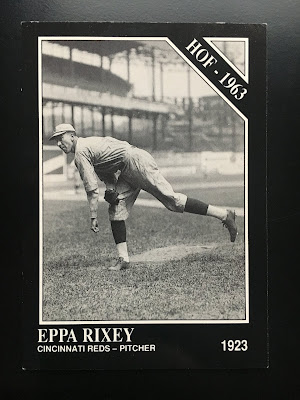 HOF - 1963
EPPA RIXEY
CINCINNATI REDS – PITCHER 1923